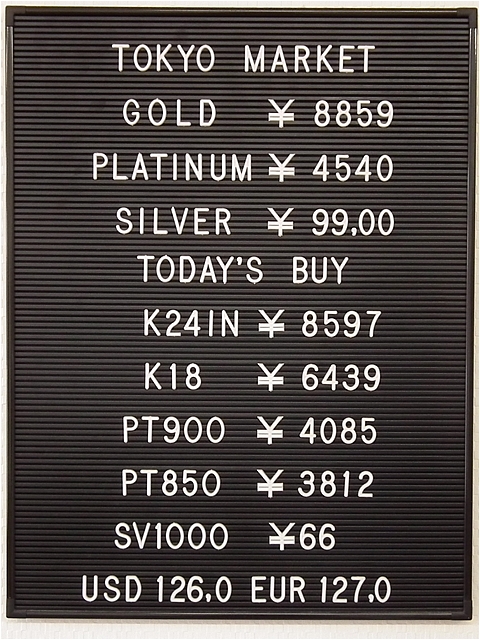 TOKYO MARKET
GOLD ¥ 8859
PLATINUM ¥ 4540
SILVER ¥ 99,00
TODAY'S BUY
K24IN ¥ 8597
K18 ¥ 6439
PT900 ¥ 4085
PT850 ¥ 3812
SV1000 ¥66
USD 126,0 EUR 127,0